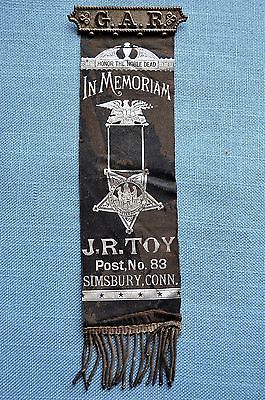 G.A.R.
HONOR THE NOBLE DEAD
IN MEMORIAM
J.R. TOY
Post, No. 83
SIMSBURY, CONN.